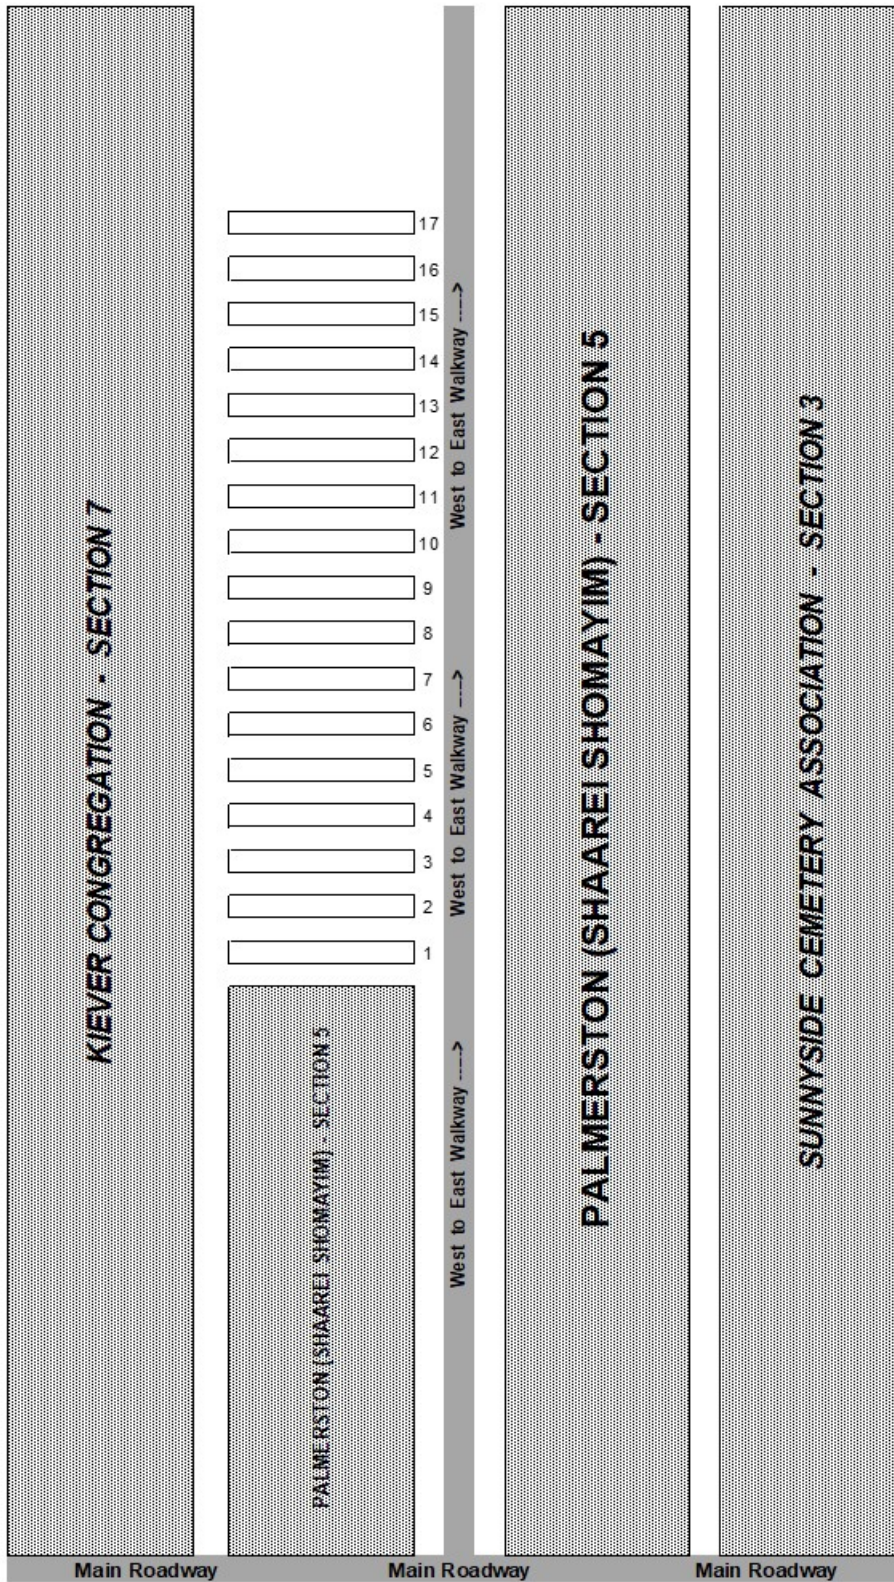 KIEVER CONGREGATION - SECTION 7
17
16
15
14
13
12
11
10
9
8
7
6
5
4
3
2
1
PALMERSTON (SHAAREI SHOMAYIM) - SECTION 5
West to East Walkway ---->
West to East Walkway ---->
West to East Walkway ---->
PALMERSTON (SHAAREI SHOMAYIM) - SECTION 5
SUNNYSIDE CEMETERY ASSOCIATION - SECTION 3
Main Roadway Main Roadway Main Roadway